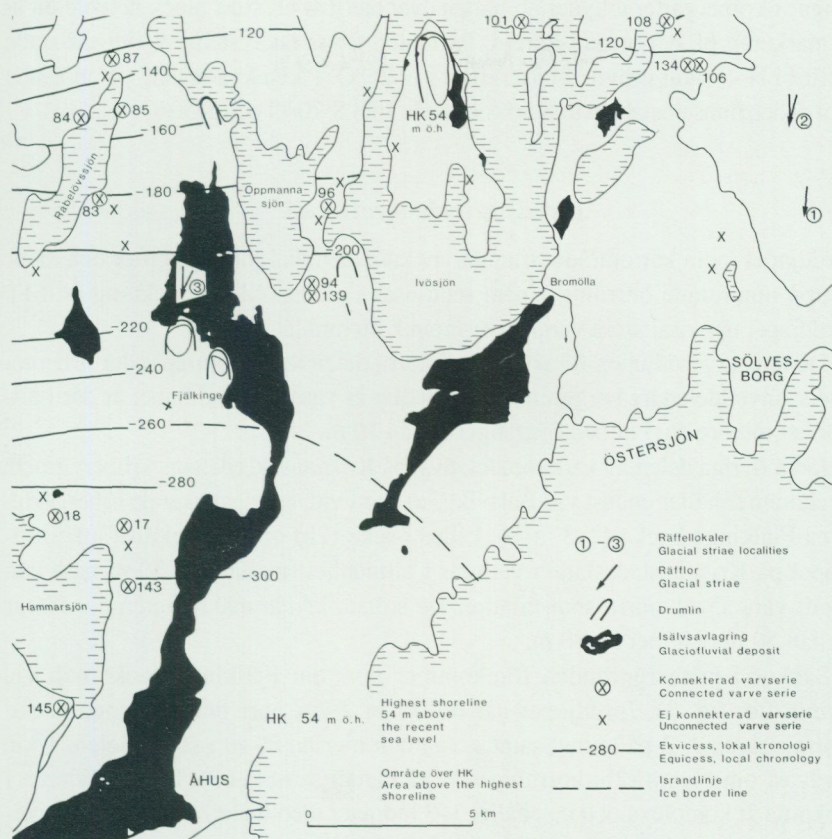 101
108
-120
-120
87
134
106
-140
84
85
HK 54
m ö.h
②
-160
Råbelövssjön
-180
Oppmanna-
sjön
96
83
①
-200
③
94
139
Ivösjön
Bromölla
-220
-240
Fjälkinge
SÖLVES-
BORG
-260
ÖSTERSJÖN
-280
18
17
-300
143
Hammarsjön
145
ÅHUS
① - ③ Räffellokaler
Glacial striae localities
Räfflor
Glacial striae
Drumlin
Isälvsavlagring
Glaciofluvial deposit
Konnekterad varvserie
Connected varve serie
Ej konnekterad varvserie
Unconnected varve serie
-280 Ekvicess, lokal kronologi
Equicess, local chronology
Israndlinje
Ice border line
HK 54 m ö.h. Highest shoreline
54 m above
the recent
sea level
Område över HK
Area above the highest
shoreline
0 5 km